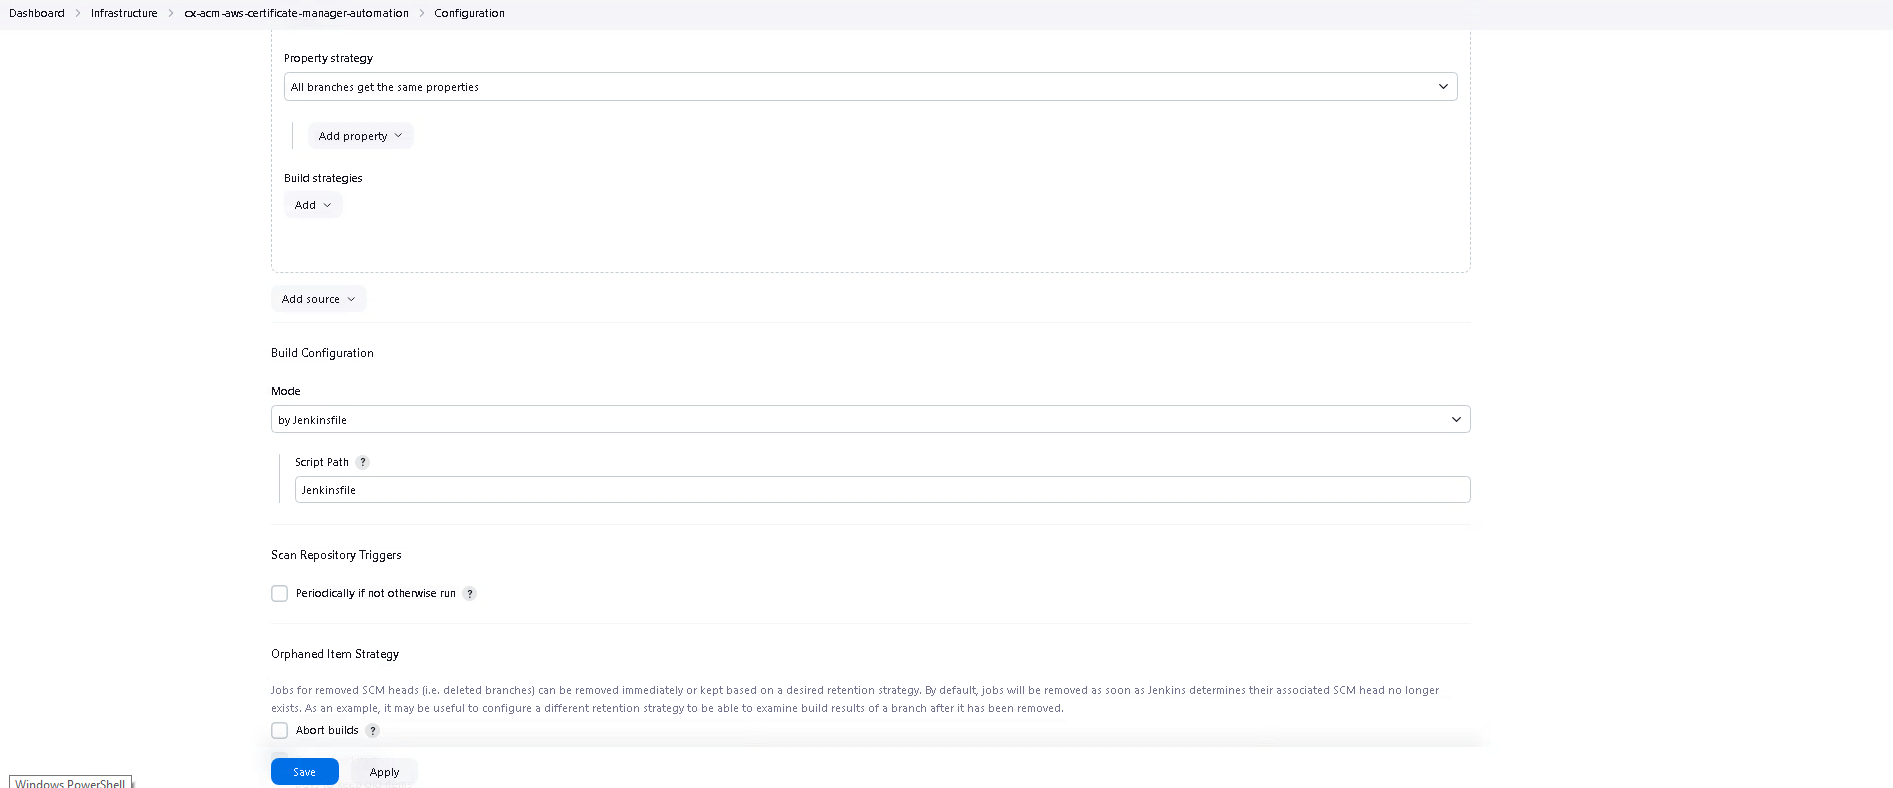 Dashboard > Infrastructure > cx-acm-aws-certificate-manager-automation > Configuration
Property strategy
All branches get the same properties
Add property
Build strategies
Add
Add source
Build Configuration
Mode
by Jenkinsfile
Script Path ?
Jenkinsfile
Scan Repository Triggers
Periodically if not otherwise run ?
Orphaned Item Strategy
Jobs for removed SCM heads (i.e. deleted branches) can be removed immediately or kept based on a desired retention strategy. By default, jobs will be removed as soon as Jenkins determines their associated SCM head no longer
exists. As an example, it may be useful to configure a different retention strategy to be able to examine build results of a branch after it has been removed.
Abort builds ?
Save Apply
Windows PowerShell